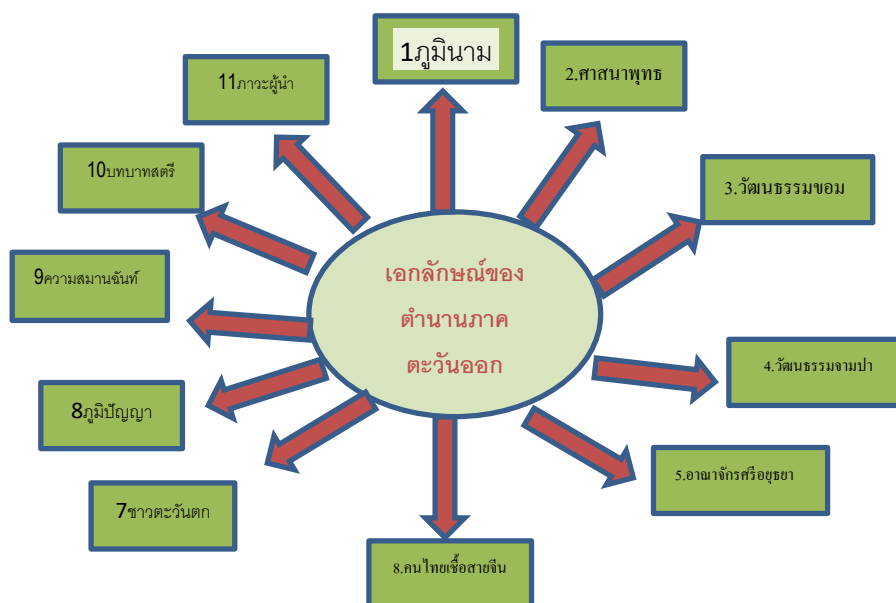 1ภูมินาม
2.ศาสนาพุทธ
3.วัฒนธรรมขอม
4.วัฒนธรรมจามปา
5.อาณาจักรศรีอยุธยา
8.คนไทยเชื้อสายจีน
7ชาวตะวันตก
8ภูมิปัญญา
9ความสมานฉันท์
10บทบาทสตรี
11ภาวะผู้นำ
เอกลักษณ์ของ
ตำนานภาค
ตะวันออก